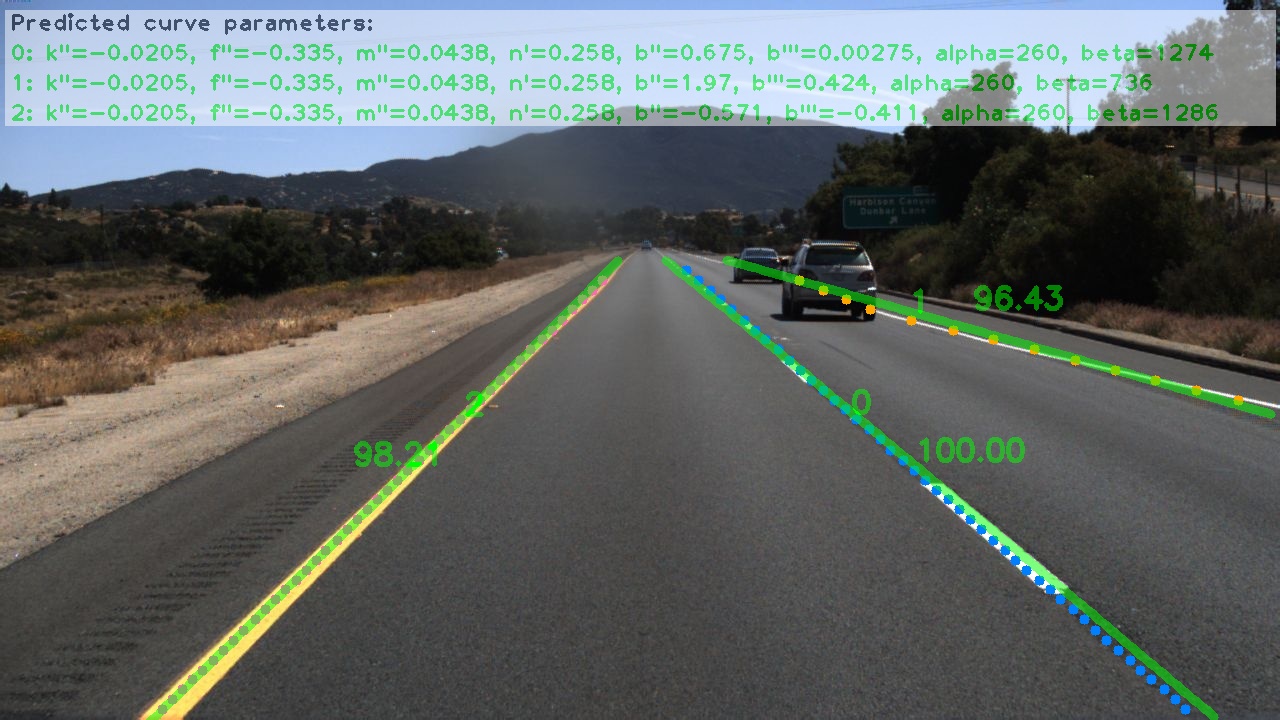 Predicted curve parameters:
0: k''=-0.0205, f''=-0.335, m''=0.0438, n'=0.258, b''=0.675, b'''=0.00275, alpha=260, beta=1274
1: k''=-0.0205, f''=-0.335, m''=0.0438, n'=0.258, b''=1.97, b'''=0.424, alpha=260, beta=736
2: k''=-0.0205, f''=-0.335, m''=0.0438, n'=0.258, b''=-0.571, b'''=-0.411, alpha=260, beta=1286
Harbison Canyon
Dunbar Lane
1 96.43
2 0
98.21 100.00